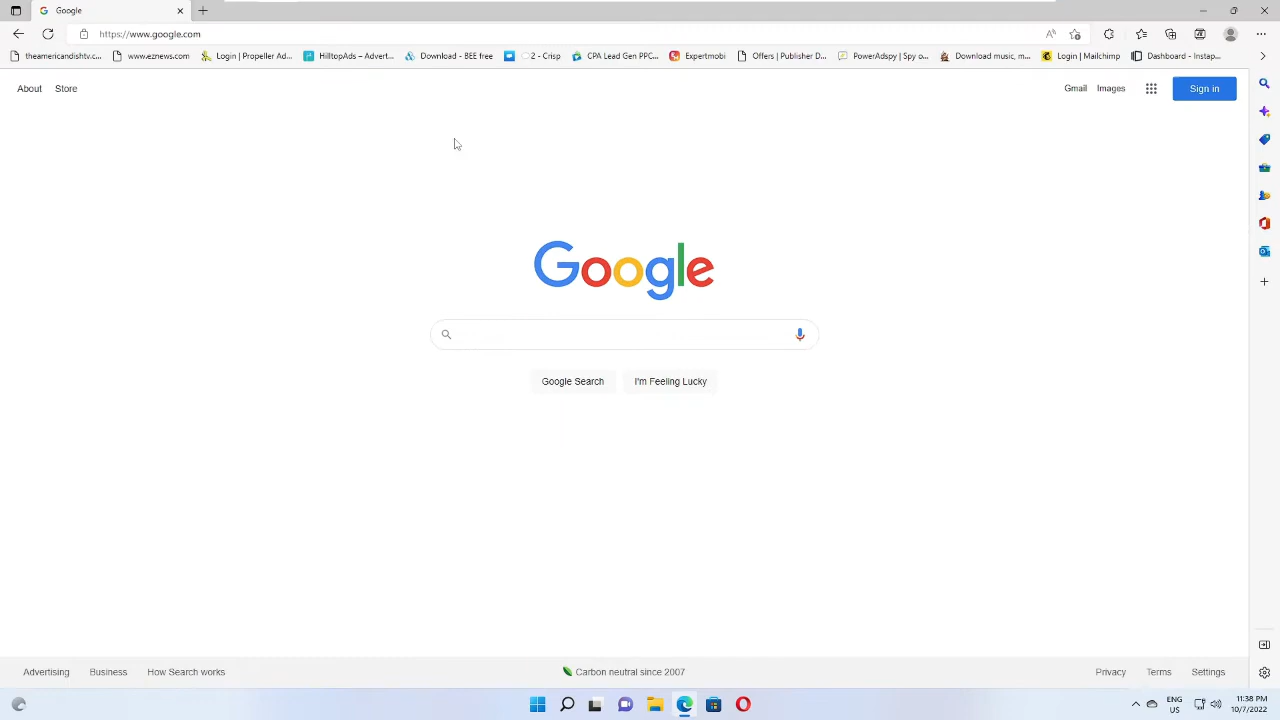 Google
https://www.google.com
theamericandishtv.c...
www.eznews.com
Login | Propeller Ad...
HilltopAds – Advert...
Download - BEE free
2 - Crisp
CPA Lead Gen PPC...
Expertmobi
Offers | Publisher D...
PowerAdspy | Spy o...
Download music, m...
Login | Mailchimp
Dashboard - Instap...
About Store
Gmail Images Sign in
Google
Google Search I'm Feeling Lucky
Advertising Business How Search works
Carbon neutral since 2007
Privacy Terms Settings
ENG
US
11:38 PM
10/7/2022